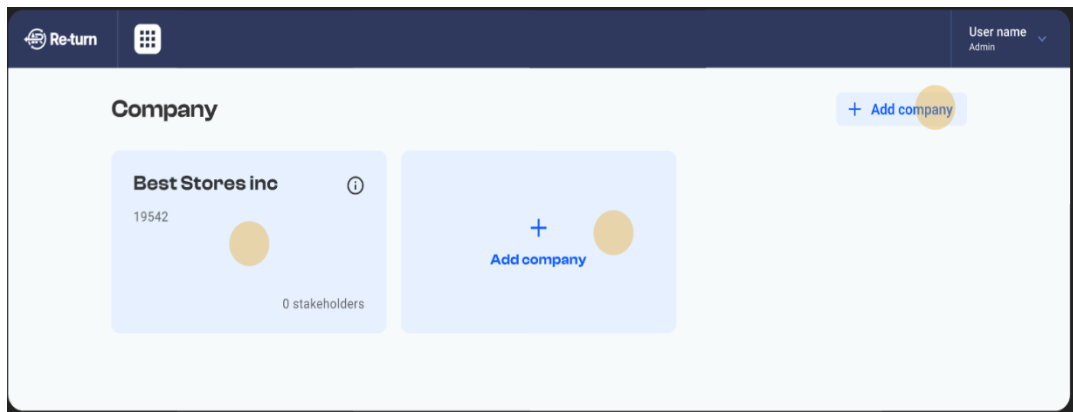 Re-turn
User name
Admin
Company
+ Add company
Best Stores inc
19542
0 stakeholders
+
Add company